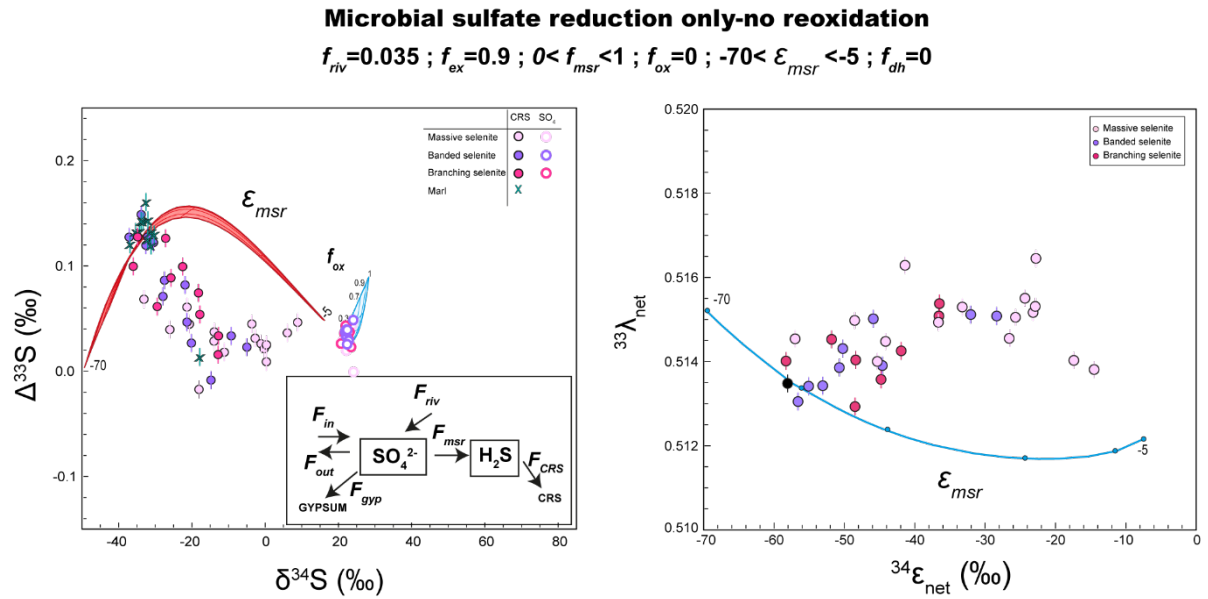 Microbial sulfate reduction only-no reoxidation
f_riv=0.035 ; f_ex=0.9 ; 0< f_msr<1 ; f_ox=0 ; -70< ε_msr <-5 ; f_dh=0
CRS SO₄
Massive selenite
Banded selenite
Branching selenite
Marl
ε_msr
f_ox
1
0.9
0.7
0.3
-5
-70
0.2
0.1
0.0
-0.1
Δ³³S (‰)
F_riv
F_in
F_msr
SO₄²⁻
H₂S
F_out
F_CRS
F_gyp
GYPSUM
CRS
-40 -20 0 20 40 60 80
δ³⁴S (‰)
0.520
0.518
0.516
0.514
0.512
0.510
³³λ_net
Massive selenite
Banded selenite
Branching selenite
-70
-5
ε_msr
-70 -60 -50 -40 -30 -20 -10 0
³⁴ε_net (‰)